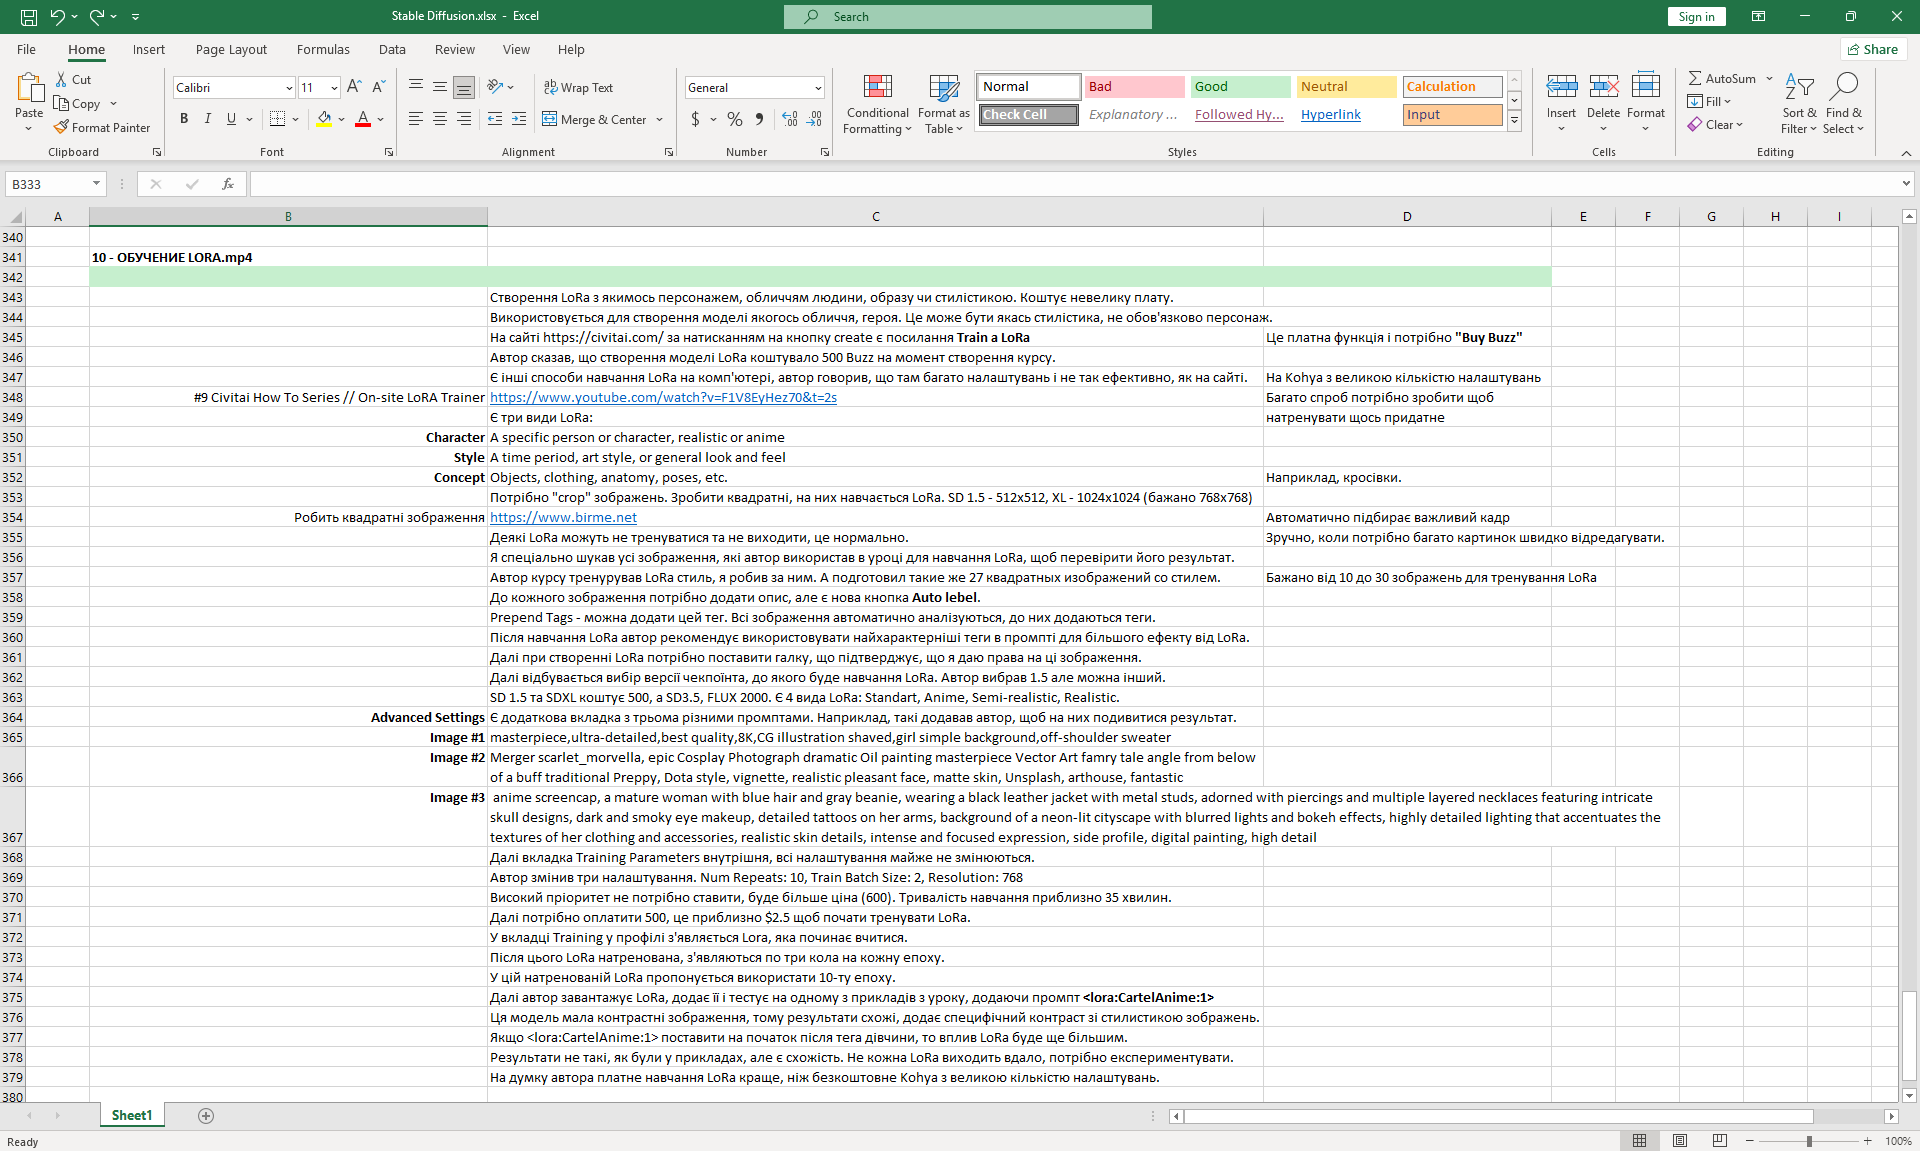 Stable Diffusion.xlsx - Excel
Search
Sign in
File Home Insert Page Layout Formulas Data Review View Help
Share
Paste
Cut
Copy
Format Painter
Clipboard
Calibri 11
B I U
Font
Wrap Text
Merge & Center
Alignment
General
$ %
Number
Conditional Formatting
Format as Table
Normal Bad Good Neutral Calculation
Check Cell Explanatory ... Followed Hy... Hyperlink Input
Styles
Insert Delete Format
Cells
AutoSum
Fill
Clear
Sort & Filter
Find & Select
Editing
B333
fx
A B C D E F G H I
340
341 10 - ОБУЧЕНИЕ LORA.mp4
342
343 Створення LoRa з якимось персонажем, обличчям людини, образу чи стилістикою. Коштує невелику плату.
344 Використовується для створення моделі якогось обличчя, героя. Це може бути якась стилістика, не обов'язково персонаж.
345 На сайті https://civitai.com/ за натисканням на кнопку create є посилання Train a LoRa Це платна функція і потрібно "Buy Buzz"
346 Автор сказав, що створення моделі LoRa коштувало 500 Buzz на момент створення курсу.
347 Є інші способи навчання LoRa на комп'ютері, автор говорив, що там багато налаштувань і не так ефективно, як на сайті. На Kohya з великою кількістю налаштувань
348 #9 Civitai How To Series // On-site LoRA Trainer https://www.youtube.com/watch?v=F1V8EyHez70&t=2s Багато спроб потрібно зробити щоб
349 Є три види LoRa: натренувати щось придатне
350 Character A specific person or character, realistic or anime
351 Style A time period, art style, or general look and feel
352 Concept Objects, clothing, anatomy, poses, etc. Наприклад, кросівки.
353 Потрібно "crop" зображень. Зробити квадратні, на них навчається LoRa. SD 1.5 - 512x512, XL - 1024x1024 (бажано 768x768)
354 Робить квадратні зображення https://www.birme.net Автоматично підбирає важливий кадр
355 Деякі LoRa можуть не тренуватися та не виходити, це нормально. Зручно, коли потрібно багато картинок швидко відредагувати.
356 Я спеціально шукав усі зображення, які автор використав в уроці для навчання LoRa, щоб перевірити його результат.
357 Автор курсу тренурував LoRa стиль, я робив за ним. А подготовил такие же 27 квадратных изображений со стилем. Бажано від 10 до 30 зображень для тренування LoRa
358 До кожного зображення потрібно додати опис, але є нова кнопка Auto lebel.
359 Prepend Tags - можна додати цей тег. Всі зображення автоматично аналізуються, до них додаються теги.
360 Після навчання LoRa автор рекомендує використовувати найхарактерніші теги в промпті для більшого ефекту від LoRa.
361 Далі при створенні LoRa потрібно поставити галку, що підтверджує, що я даю права на ці зображення.
362 Далі відбувається вибір версії чекпоїнта, до якого буде навчання LoRa. Автор вибрав 1.5 але можна інший.
363 SD 1.5 та SDXL коштує 500, а SD3.5, FLUX 2000. Є 4 вида LoRa: Standart, Anime, Semi-realistic, Realistic.
364 Advanced Settings Є додаткова вкладка з трьома різними промптами. Наприклад, такі додавав автор, щоб на них подивитися результат.
365 Image #1 masterpiece,ultra-detailed,best quality,8K,CG illustration shaved,girl simple background,off-shoulder sweater
Image #2 Merger scarlet_morvella, epic Cosplay Photograph dramatic Oil painting masterpiece Vector Art famry tale angle from below
366 of a buff traditional Preppy, Dota style, vignette, realistic pleasant face, matte skin, Unsplash, arthouse, fantastic
Image #3 anime screencap, a mature woman with blue hair and gray beanie, wearing a black leather jacket with metal studs, adorned with piercings and multiple layered necklaces featuring intricate
skull designs, dark and smoky eye makeup, detailed tattoos on her arms, background of a neon-lit cityscape with blurred lights and bokeh effects, highly detailed lighting that accentuates the
367 textures of her clothing and accessories, realistic skin details, intense and focused expression, side profile, digital painting, high detail
368 Далі вкладка Training Parameters внутрішня, всі налаштування майже не змінюються.
369 Автор змінив три налаштування. Num Repeats: 10, Train Batch Size: 2, Resolution: 768
370 Високий пріоритет не потрібно ставити, буде більше ціна (600). Тривалість навчання приблизно 35 хвилин.
371 Далі потрібно оплатити 500, це приблизно $2.5 щоб почати тренувати LoRa.
372 У вкладці Training у профілі з'являється Lora, яка починає вчитися.
373 Після цього LoRa натренована, з'являються по три кола на кожну епоху.
374 У цій натренованій LoRa пропонується використати 10-ту епоху.
375 Далі автор завантажує LoRa, додає її і тестує на одному з прикладів з уроку, додаючи промпт <lora:CartelAnime:1>
376 Ця модель мала контрастні зображення, тому результати схожі, додає специфічний контраст зі стилистикою зображень.
377 Якщо <lora:CartelAnime:1> поставити на початок після тега дівчини, то вплив LoRa буде ще більшим.
378 Результати не такі, як були у прикладах, але є схожість. Не кожна LoRa виходить вдало, потрібно експериментувати.
379 На думку автора платне навчання LoRa краще, ніж безкоштовне Kohya з великою кількістю налаштувань.
380
Sheet1
Ready
100%